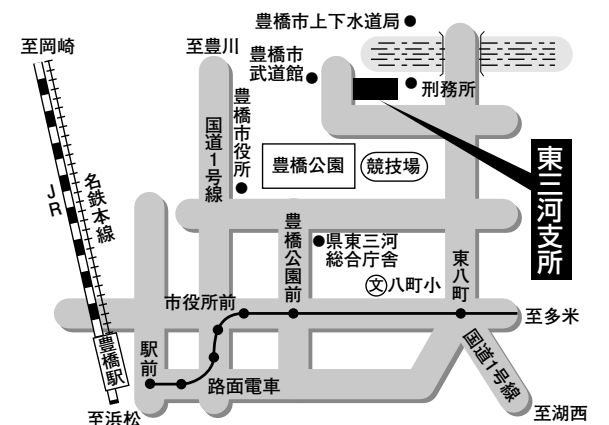 豊橋市上下水道局
至岡崎
至豊川
豊橋市
武道館
刑務所
豊橋市役所
国道1号線
豊橋公園
競技場
東三河支所
名鉄本線
JR
豊橋公園前
県東三河
総合庁舎
東八町
文八町小
市役所前
至多米
豊橋駅
駅前
路面電車
国道1号線
至浜松
至湖西